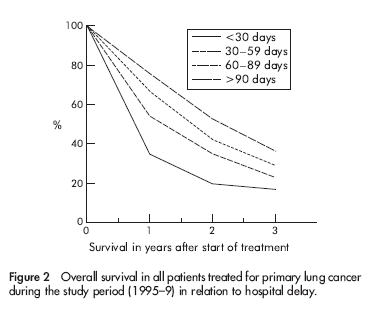 100
80
60
40
20
0
%
<30 days
30–59 days
60–89 days
>90 days
0 1 2 3
Survival in years after start of treatment
Figure 2 Overall survival in all patients treated for primary lung cancer
during the study period (1995–9) in relation to hospital delay.